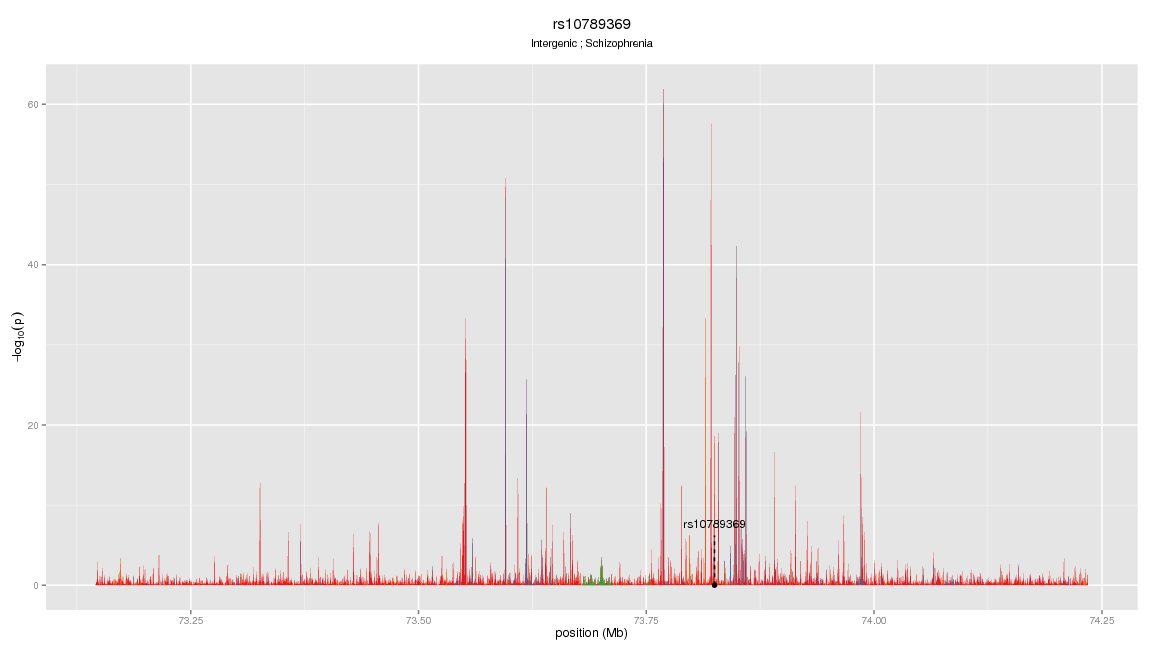 rs10789369
Intergenic ; Schizophrenia
60
40
20
0
−log10(p)
rs10789369
73.25 73.50 73.75 74.00 74.25
position (Mb)